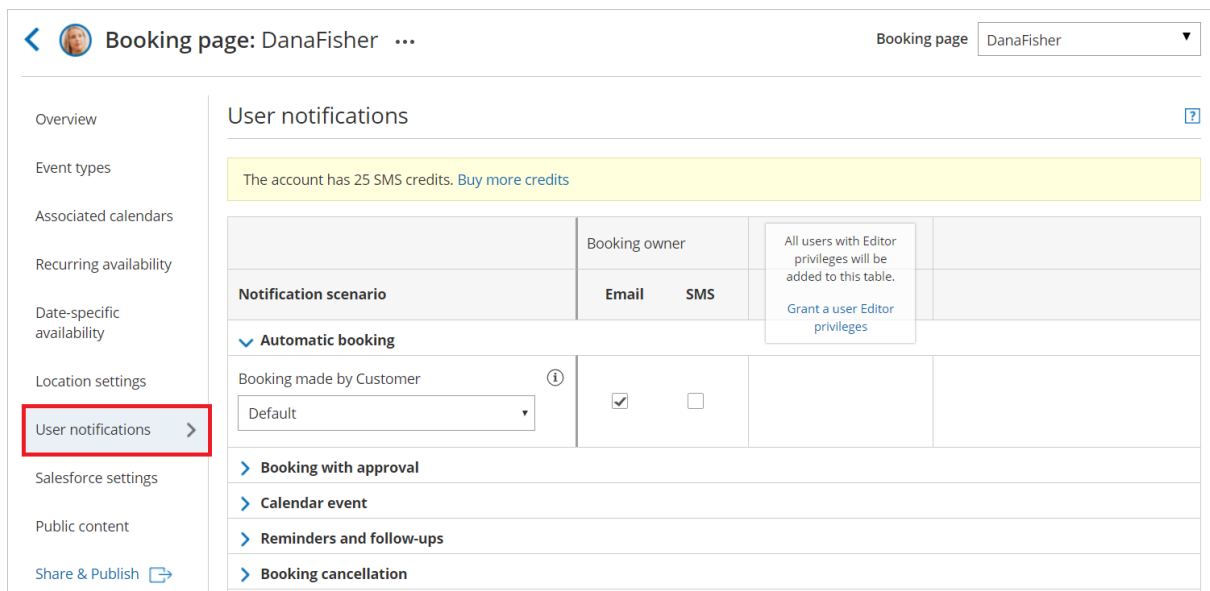 Booking page: DanaFisher ...
Booking page DanaFisher
Overview
Event types
Associated calendars
Recurring availability
Date-specific
availability
Location settings
User notifications
Salesforce settings
Public content
Share & Publish
User notifications
?
The account has 25 SMS credits. Buy more credits
Booking owner
All users with Editor
privileges will be
added to this table.
Grant a user Editor
privileges
Notification scenario Email SMS
Automatic booking
Booking made by Customer i
Default
Booking with approval
Calendar event
Reminders and follow-ups
Booking cancellation